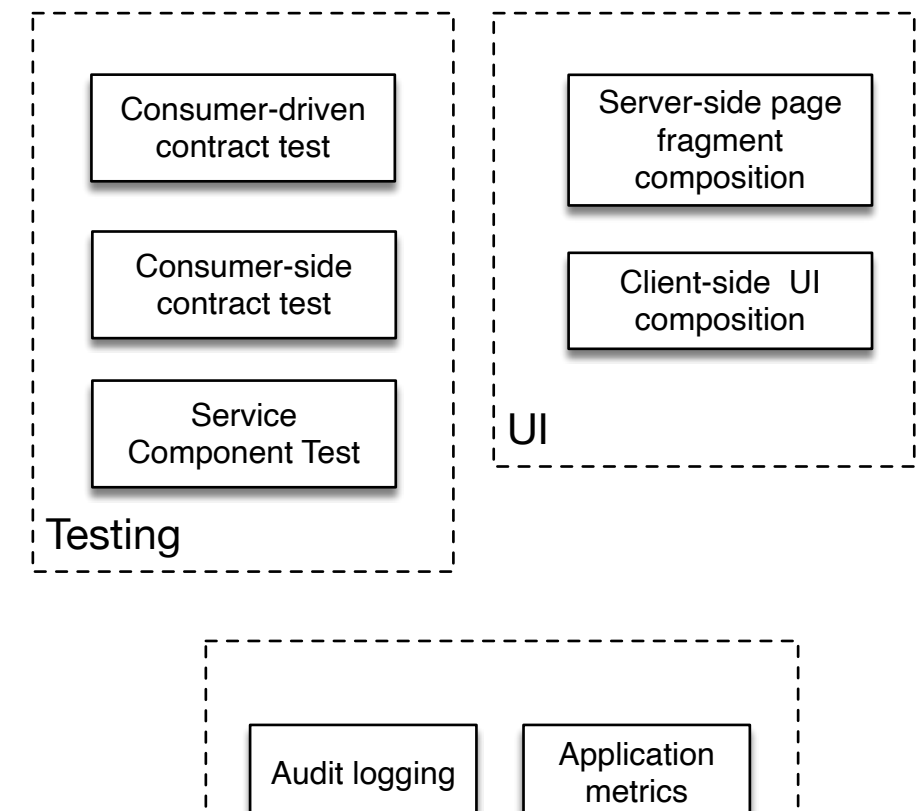 Consumer-driven
contract test
Consumer-side
contract test
Service
Component Test
Testing
Server-side page
fragment
composition
Client-side UI
composition
UI
Audit logging
Application
metrics